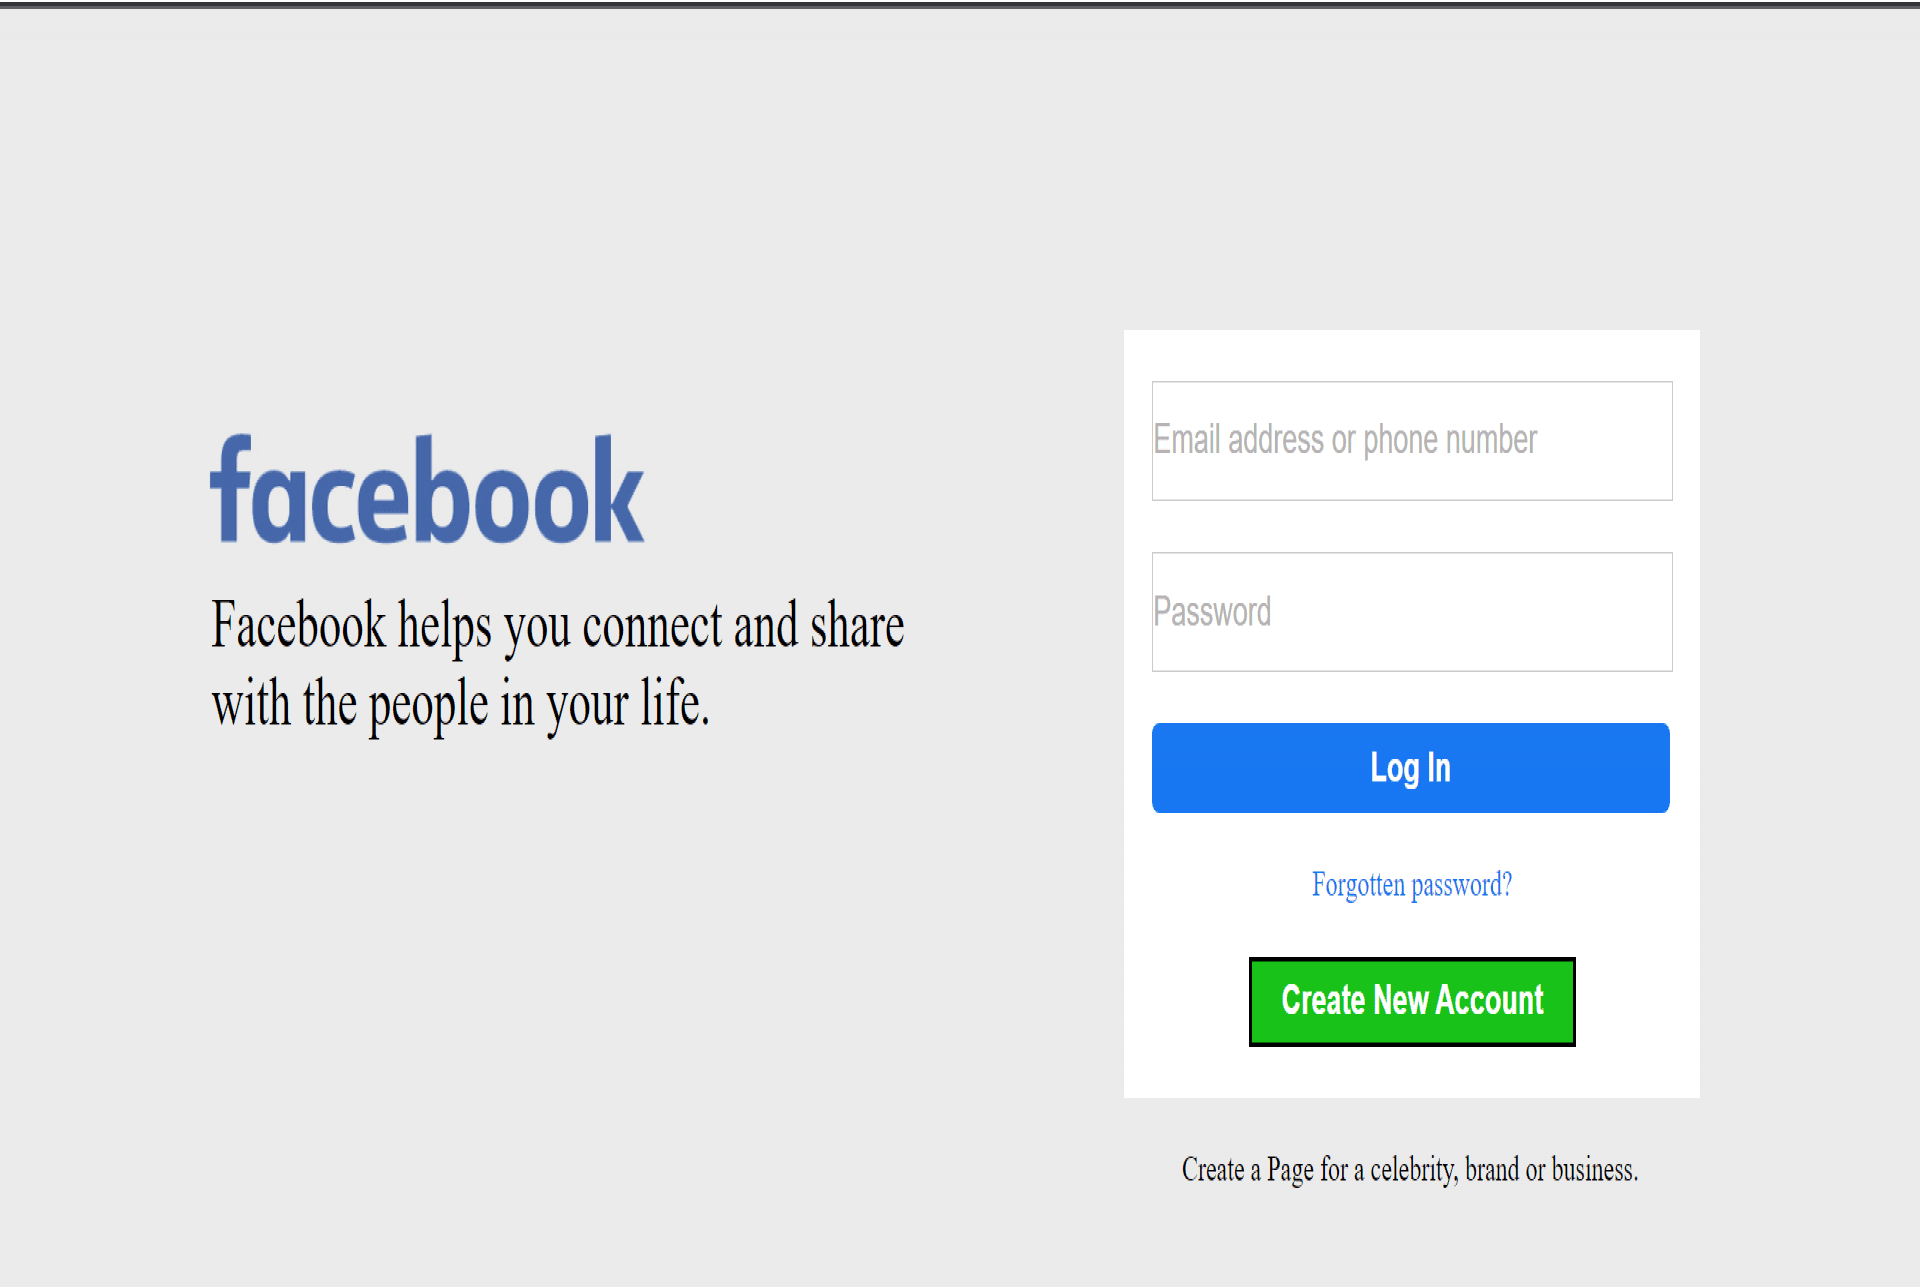 facebook
Facebook helps you connect and share
with the people in your life.
Email address or phone number
Password
Log In
Forgotten password?
Create New Account
Create a Page for a celebrity, brand or business.